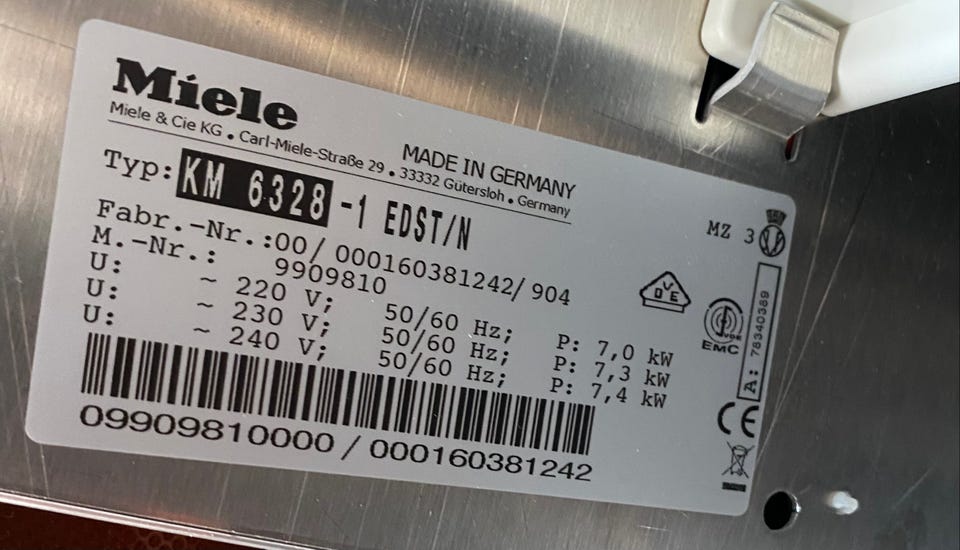 Miele
Miele & Cie KG • Carl-Miele-Straße 29 • 33332 Gütersloh • Germany
MADE IN GERMANY
Typ: KM 6328 -1 EDST/N
Fabr.-Nr.:00/ 000160381242/ 904
M.-Nr.: 9909810
U: ~ 220 V; 50/60 Hz; P: 7,0 kW
U: ~ 230 V; 50/60 Hz; P: 7,3 kW
U: ~ 240 V; 50/60 Hz; P: 7,4 kW
09909810000 / 000160381242
MZ 3
VDE
VDE
EMC
A: 78340389
CE